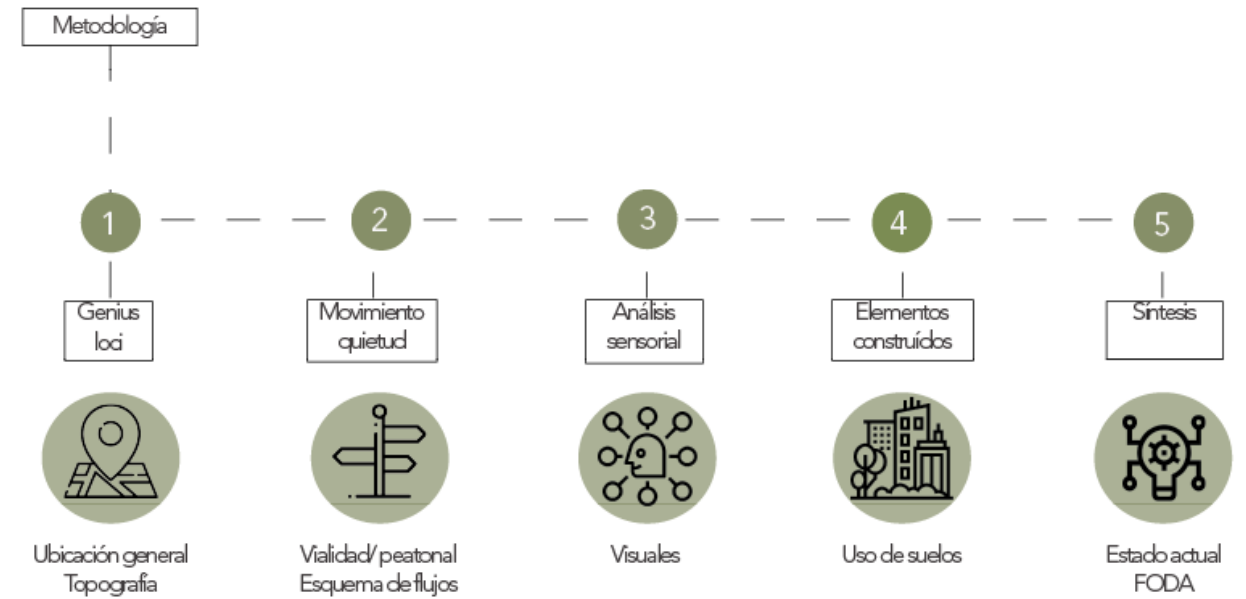 Metodología
1
2
3
4
5
Genius
loci
Movimiento
quietud
Análisis
sensorial
Elementos
construídos
Síntesis
Ubicación general
Topografía
Vialidad/ peatonal
Esquema de flujos
Visuales
Uso de suelos
Estado actual
FODA